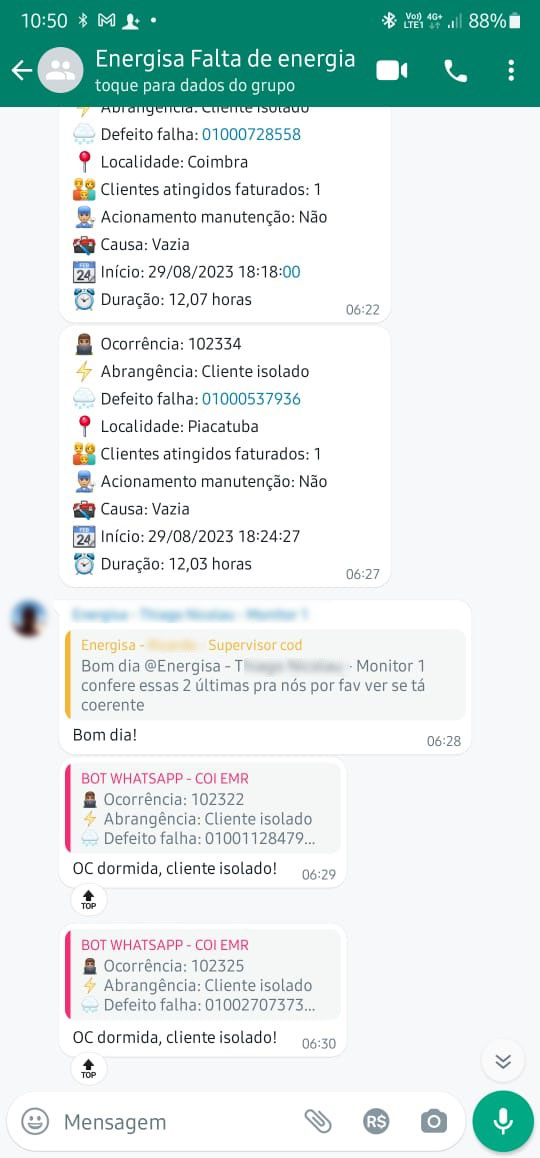 10:50
Vo)) 4G+
LTE1
88%
Energisa Falta de energia
toque para dados do grupo
Abrangência: Cliente isolado
Defeito falha: 01000728558
Localidade: Coimbra
Clientes atingidos faturados: 1
Acionamento manutenção: Não
Causa: Vazia
FEB
24
Início: 29/08/2023 18:18:00
Duração: 12,07 horas
06:22
Ocorrência: 102334
Abrangência: Cliente isolado
Defeito falha: 01000537936
Localidade: Piacatuba
Clientes atingidos faturados: 1
Acionamento manutenção: Não
Causa: Vazia
FEB
24
Início: 29/08/2023 18:24:27
Duração: 12,03 horas
06:27
Energisa - Supervisor cod
Bom dia @Energisa - T · Monitor 1
confere essas 2 últimas pra nós por fav ver se tá
coerente
Bom dia!
06:28
BOT WHATSAPP - COI EMR
Ocorrência: 102322
Abrangência: Cliente isolado
Defeito falha: 01001128479...
OC dormida, cliente isolado!
06:29
TOP
BOT WHATSAPP - COI EMR
Ocorrência: 102325
Abrangência: Cliente isolado
Defeito falha: 01002707373...
OC dormida, cliente isolado!
06:30
TOP
Mensagem
R$